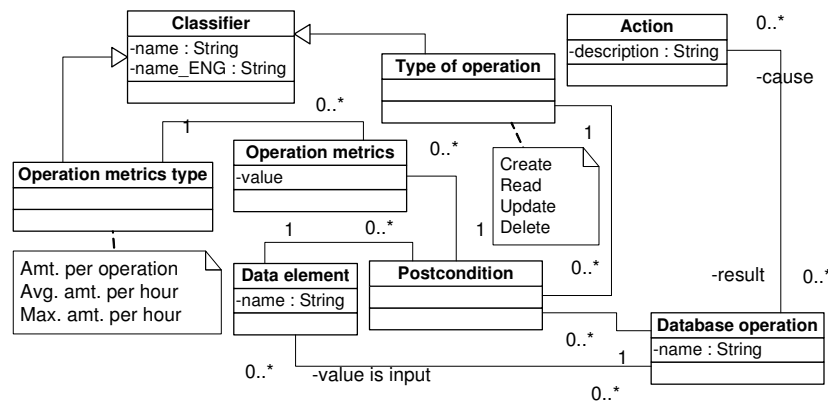 Classifier
-name : String
-name_ENG : String
Action
-description : String
0..*
-cause
Type of operation
1
0..*
1
Operation metrics type
Operation metrics
-value
0..*
Create
Read
Update
Delete
Amt. per operation
Avg. amt. per hour
Max. amt. per hour
1
0..*
1
0..*
Data element
-name : String
Postcondition
-result
0..*
Database operation
-name : String
0..*
1
0..*
-value is input
0..*